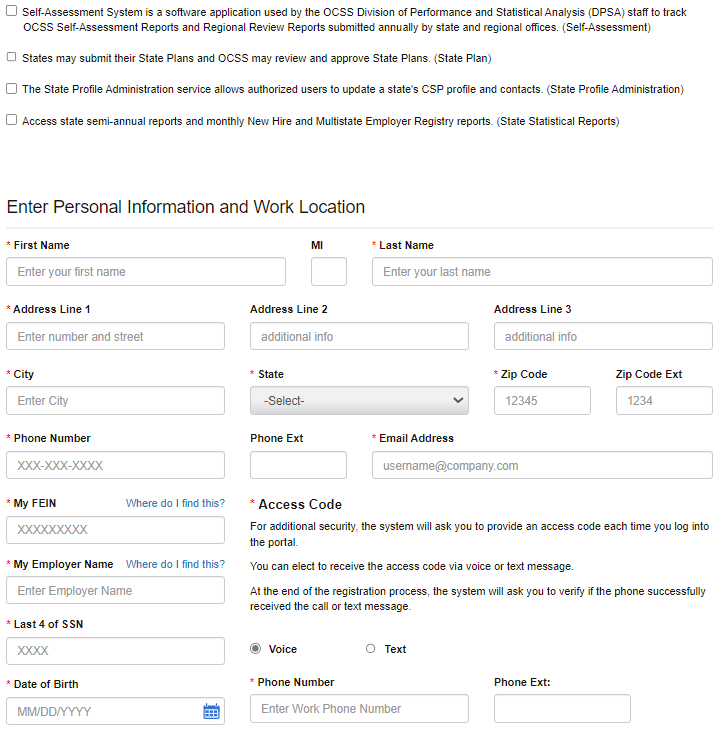 Self-Assessment System is a software application used by the OCSS Division of Performance and Statistical Analysis (DPSA) staff to track
OCSS Self-Assessment Reports and Regional Review Reports submitted annually by state and regional offices. (Self-Assessment)
States may submit their State Plans and OCSS may review and approve State Plans. (State Plan)
The State Profile Administration service allows authorized users to update a state's CSP profile and contacts. (State Profile Administration)
Access state semi-annual reports and monthly New Hire and Multistate Employer Registry reports. (State Statistical Reports)
Enter Personal Information and Work Location
* First Name MI * Last Name
Enter your first name Enter your last name
* Address Line 1 Address Line 2 Address Line 3
Enter number and street additional info additional info
* City * State * Zip Code Zip Code Ext
Enter City -Select- 12345 1234
* Phone Number Phone Ext * Email Address
XXX-XXX-XXXX username@company.com
* My FEIN Where do I find this?
XXXXXXXXX
* My Employer Name Where do I find this?
Enter Employer Name
* Last 4 of SSN
XXXX
* Date of Birth
MM/DD/YYYY
* Access Code
For additional security, the system will ask you to provide an access code each time you log into
the portal.
You can elect to receive the access code via voice or text message.
At the end of the registration process, the system will ask you to verify if the phone successfully
received the call or text message.
Voice Text
* Phone Number Phone Ext:
Enter Work Phone Number